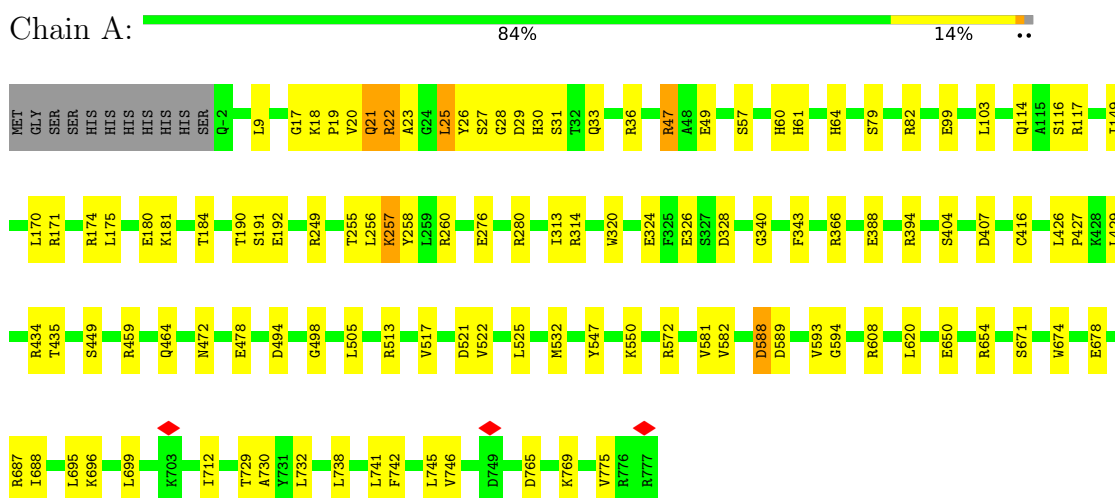 Chain A:
84% 14% ••
MET GLY SER SER HIS HIS HIS HIS HIS HIS SER Q-2 L9 G17 K18 P19 V20 Q21 R22 A23 G24 L25 Y26 S27 G28 D29 H30 S31 T32 Q33 R36 R47 A48 E49 S57 H60 H61 H64 S79 R82 E99 L103 Q114 A115 S116 R117
L170 R171 R174 L175 E180 K181 T184 T190 S191 E192 R249 T255 L256 K257 Y258 L259 R260 E276 R280 I313 R314 W320 E324 F325 E326 S327 D328 G340 F343 R366 E388 R394 S404 D407 C416 L426 P427 K428
R434 T435 S449 R459 Q464 N472 E478 D494 G498 L505 R513 V517 D521 V522 L525 M532 Y547 K550 R572 V581 V582 D588 D589 V593 G594 R608 L620 E650 R654 S671 W674 E678
R687 I688 L695 K696 L699 K703 I712 T729 A730 Y731 L732 L738 L741 F742 L745 V746 D749 D765 K769 V775 R776 R777